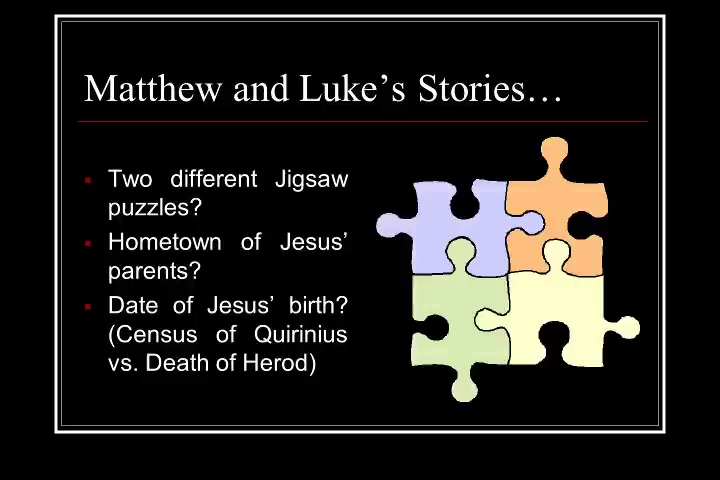 Matthew and Luke’s Stories…
▪ Two different Jigsaw
puzzles?
▪ Hometown of Jesus’
parents?
▪ Date of Jesus’ birth?
(Census of Quirinius
vs. Death of Herod)